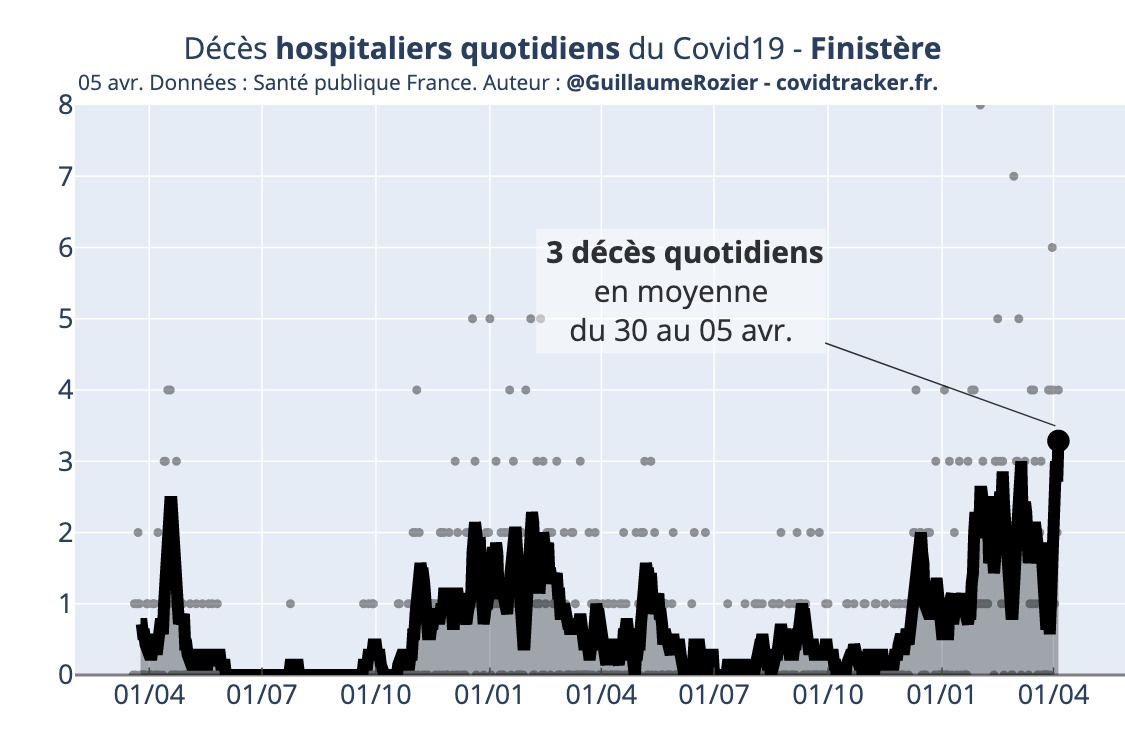 Décès hospitaliers quotidiens du Covid19 - Finistère
05 avr. Données : Santé publique France. Auteur : @GuillaumeRozier - covidtracker.fr.
8
7
6
3 décès quotidiens
en moyenne
du 30 au 05 avr.
5
4
3
2
1
0
01/04 01/07 01/10 01/01 01/04 01/07 01/10 01/01 01/04